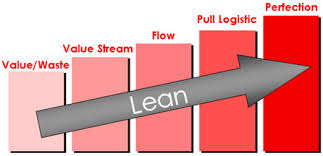 Value/Waste
Value Stream
Flow
Pull Logistic
Perfection
Lean